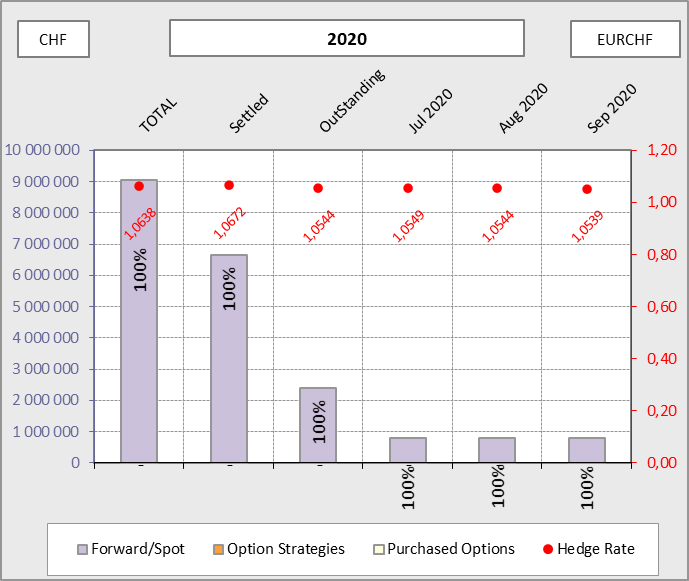 CHF
2020
EURCHF
TOTAL
Settled
OutStanding
Jul 2020
Aug 2020
Sep 2020
10 000 000
9 000 000
8 000 000
7 000 000
6 000 000
5 000 000
4 000 000
3 000 000
2 000 000
1 000 000
0
1,20
1,00
0,80
0,60
0,40
0,20
0,00
1,0638
1,0672
1,0544
1,0549
1,0544
1,0539
100%
100%
100%
100%
100%
100%
-
-
-
Forward/Spot
Option Strategies
Purchased Options
Hedge Rate